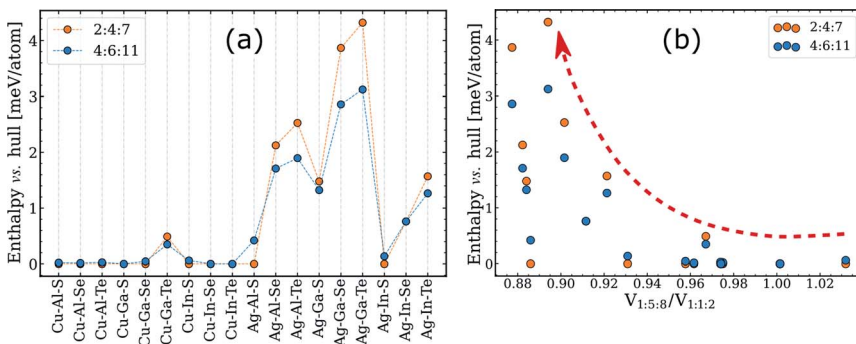 (a)
2:4:7
4:6:11
Enthalpy vs. hull [meV/atom]
4
3
2
1
0
Cu-Al-S
Cu-Al-Se
Cu-Al-Te
Cu-Ga-S
Cu-Ga-Se
Cu-Ga-Te
Cu-In-S
Cu-In-Se
Cu-In-Te
Ag-Al-S
Ag-Al-Se
Ag-Al-Te
Ag-Ga-S
Ag-Ga-Se
Ag-Ga-Te
Ag-In-S
Ag-In-Se
Ag-In-Te
(b)
2:4:7
4:6:11
Enthalpy vs. hull [meV/atom]
4
3
2
1
0
0.88 0.90 0.92 0.94 0.96 0.98 1.00 1.02
V1:5:8/V1:1:2